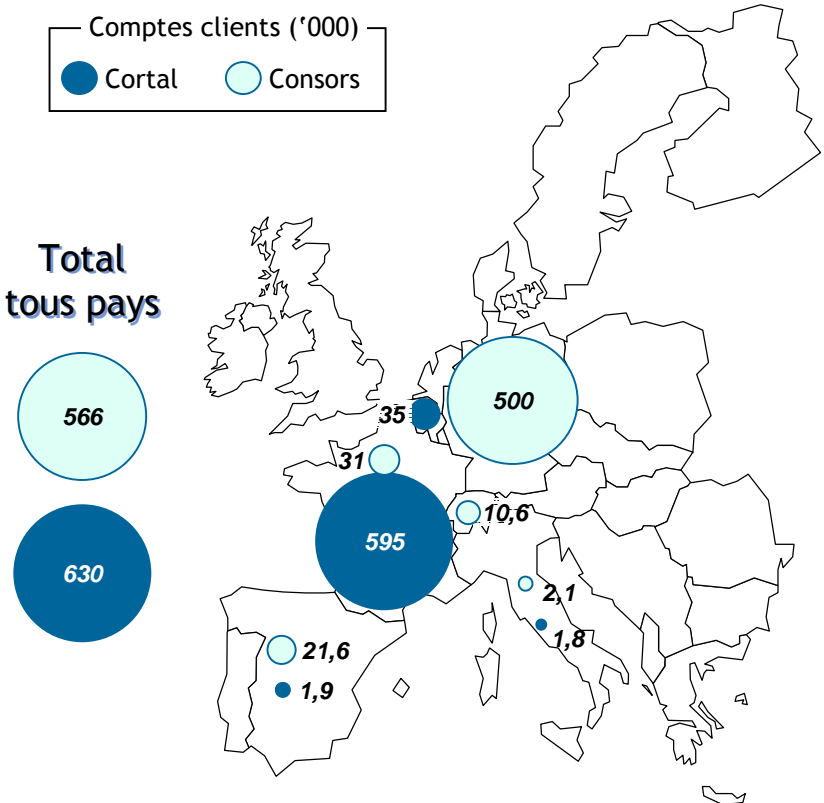 Comptes clients (‘000)
Cortal Consors
Total
tous pays
566
630
500
35
31
595
10,6
2,1
1,8
21,6
1,9